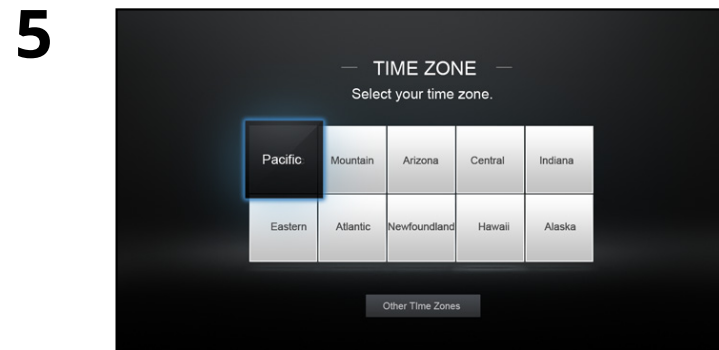 5
TIME ZONE
Select your time zone.
Pacific Mountain Arizona Central Indiana
Eastern Atlantic Newfoundland Hawaii Alaska
Other TIme Zones